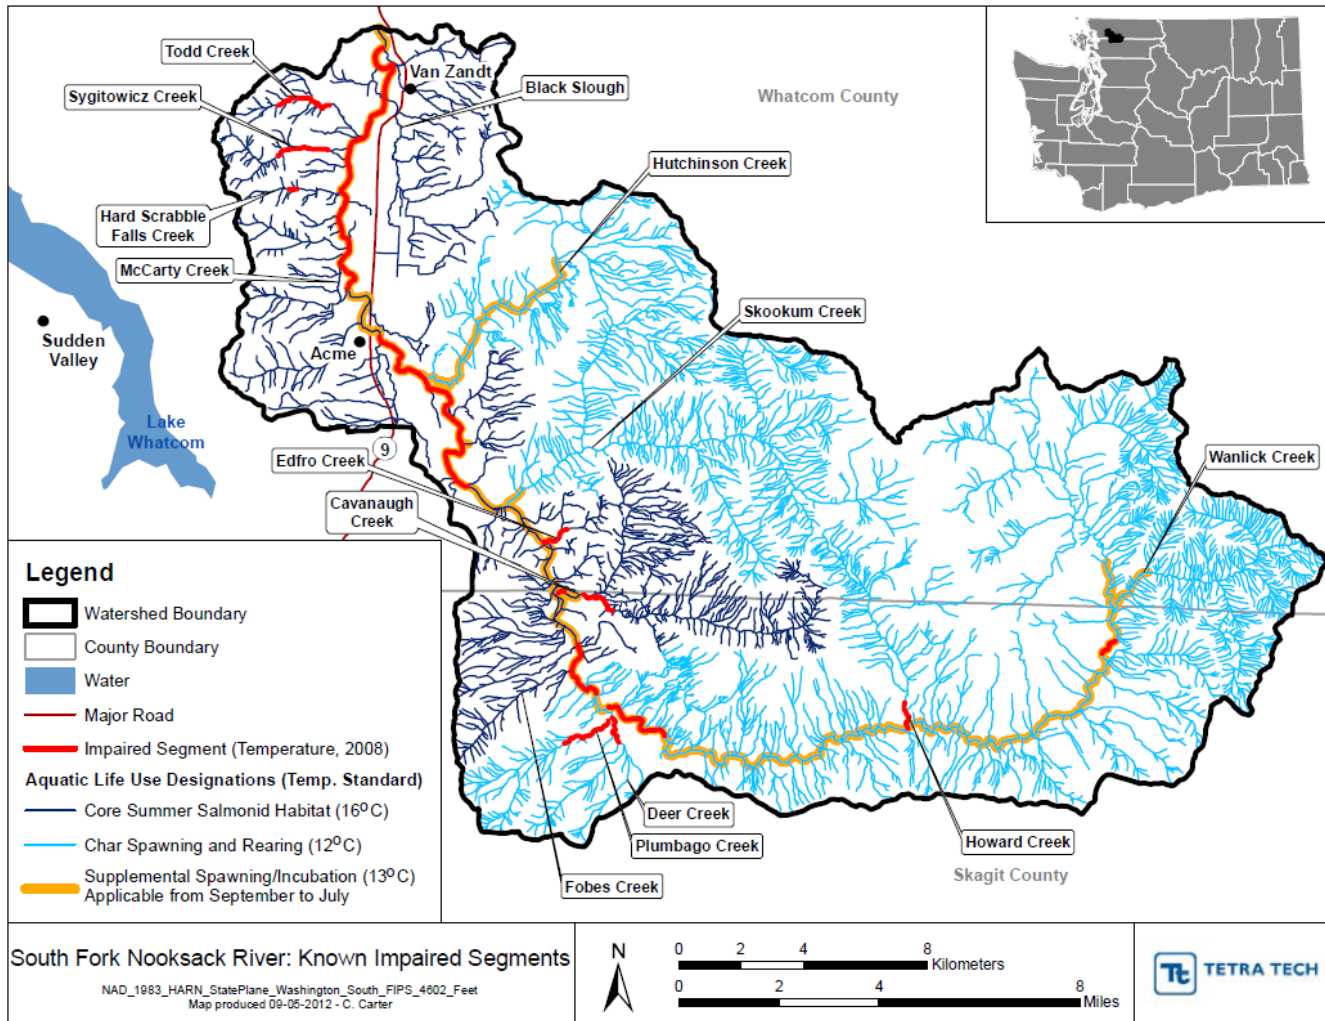 Todd Creek
Sygitowicz Creek
Van Zandt
Black Slough
Whatcom County
Hutchinson Creek
Hard Scrabble
Falls Creek
McCarty Creek
Skookum Creek
Sudden
Valley
Acme
Lake
Whatcom
9
Edfro Creek
Cavanaugh
Creek
Wanlick Creek
Legend
Watershed Boundary
County Boundary
Water
Major Road
Impaired Segment (Temperature, 2008)
Aquatic Life Use Designations (Temp. Standard)
Core Summer Salmonid Habitat (16°C)
Char Spawning and Rearing (12°C)
Supplemental Spawning/Incubation (13°C)
Applicable from September to July
Deer Creek
Plumbago Creek
Fobes Creek
Howard Creek
Skagit County
South Fork Nooksack River: Known Impaired Segments
NAD_1983_HARN_StatePlane_Washington_South_FIPS_4602_Feet
Map produced 09-05-2012 - C. Carter
N
0 2 4 8
Kilometers
0 2 4 8
Miles
Tt TETRA TECH